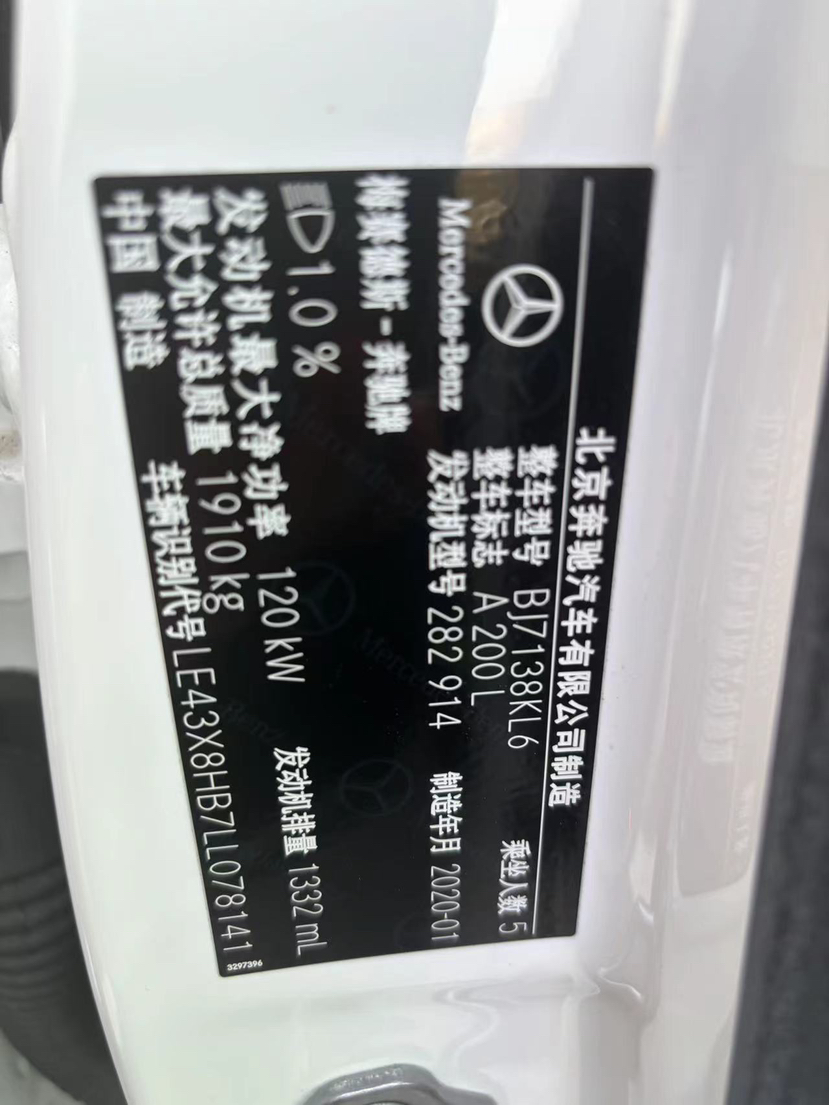 北京奔驰汽车有限公司制造
整车型号 BJ7138KL6 乘坐人数 5
整车标志 A 200 L
Mercedes-Benz 发动机型号 282 914 制造年月 2020-01
梅赛德斯-奔驰牌
1.0 %
发动机最大净功率 120 kW 发动机排量 1332 mL
最大允许总质量 1910 kg
中国 制造 车辆识别代号 LE43X8HB7LL078141
3297396